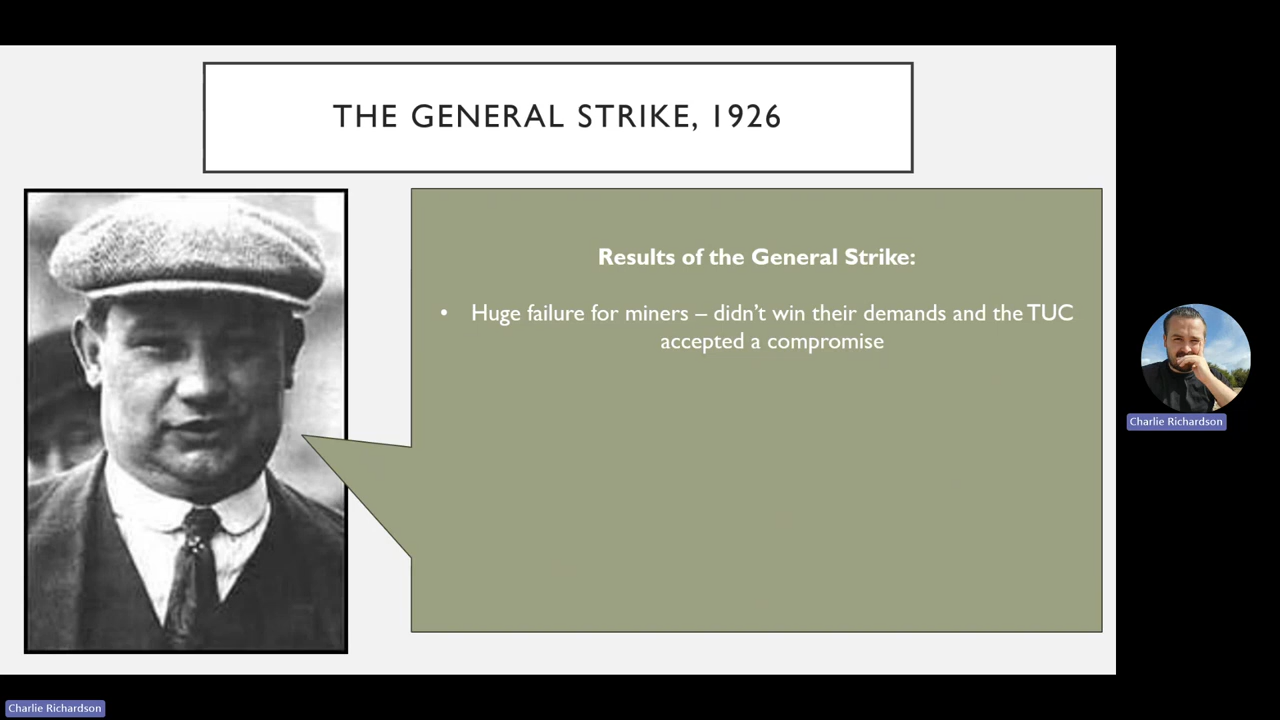 THE GENERAL STRIKE, 1926
Results of the General Strike:
• Huge failure for miners – didn't win their demands and the TUC
accepted a compromise
Charlie Richardson
Charlie Richardson